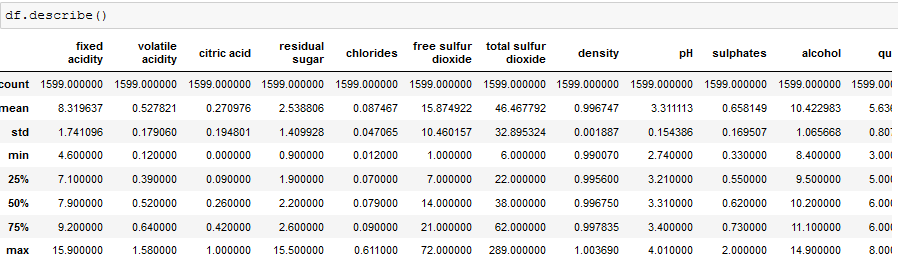 df.describe()
fixed acidity volatile acidity citric acid residual sugar chlorides free sulfur dioxide total sulfur dioxide density pH sulphates alcohol qu
count 1599.000000 1599.000000 1599.000000 1599.000000 1599.000000 1599.000000 1599.000000 1599.000000 1599.000000 1599.000000 1599.000000 1599.00
mean 8.319637 0.527821 0.270976 2.538806 0.087467 15.874922 46.467792 0.996747 3.311113 0.658149 10.422983 5.636
std 1.741096 0.179060 0.194801 1.409928 0.047065 10.460157 32.895324 0.001887 0.154386 0.169507 1.065668 0.807
min 4.600000 0.120000 0.000000 0.900000 0.012000 1.000000 6.000000 0.990070 2.740000 0.330000 8.400000 3.000
25% 7.100000 0.390000 0.090000 1.900000 0.070000 7.000000 22.000000 0.995600 3.210000 0.550000 9.500000 5.000
50% 7.900000 0.520000 0.260000 2.200000 0.079000 14.000000 38.000000 0.996750 3.310000 0.620000 10.200000 6.000
75% 9.200000 0.640000 0.420000 2.600000 0.090000 21.000000 62.000000 0.997835 3.400000 0.730000 11.100000 6.000
max 15.900000 1.580000 1.000000 15.500000 0.611000 72.000000 289.000000 1.003690 4.010000 2.000000 14.900000 8.000